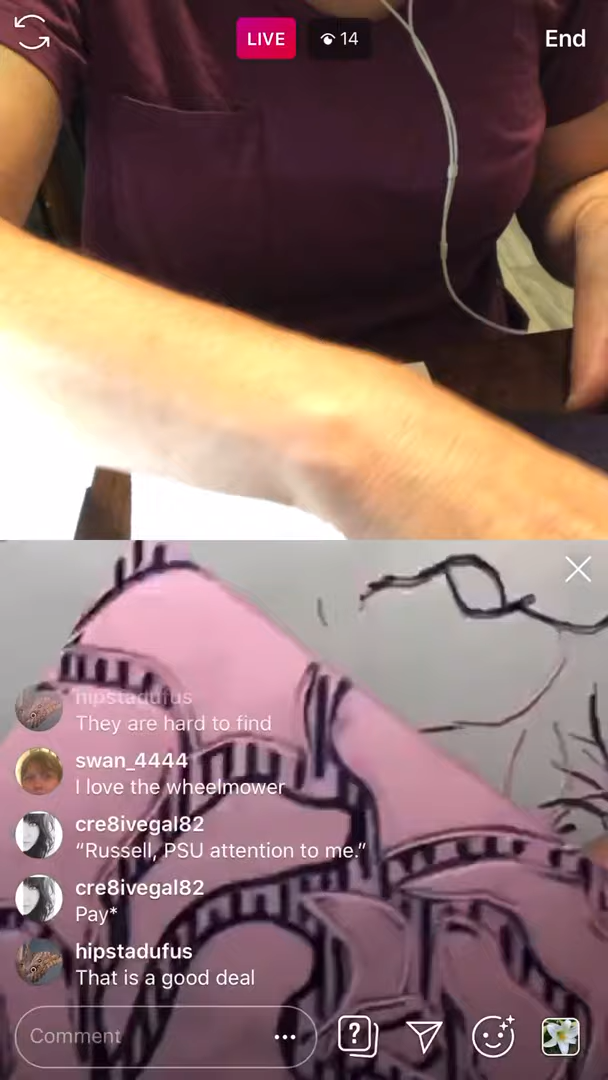 LIVE
14
End
hipstadufus
They are hard to find
swan_4444
I love the wheelmower
cre8ivegal82
“Russell, PSU attention to me.”
cre8ivegal82
Pay*
hipstadufus
That is a good deal
Comment